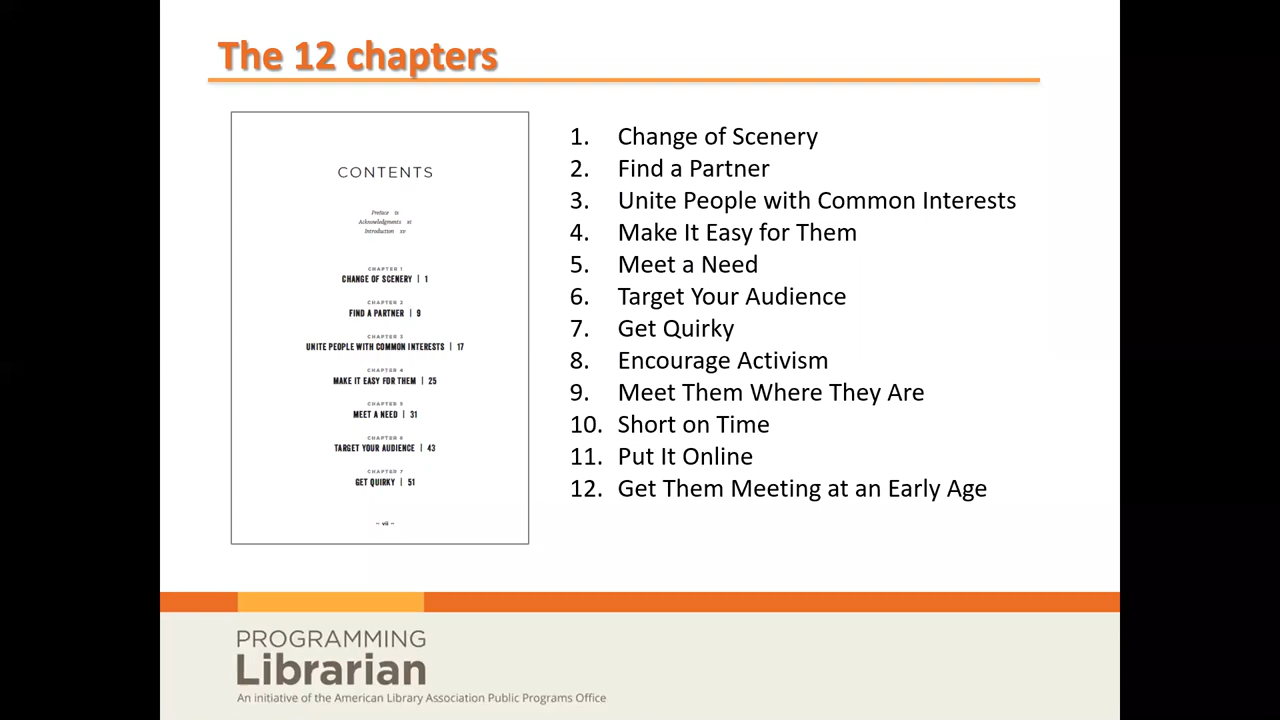 The 12 chapters
CONTENTS
Preface ix
Acknowledgments xi
Introduction xv
CHAPTER 1
CHANGE OF SCENERY | 1
CHAPTER 2
FIND A PARTNER | 9
CHAPTER 3
UNITE PEOPLE WITH COMMON INTERESTS | 17
CHAPTER 4
MAKE IT EASY FOR THEM | 25
CHAPTER 5
MEET A NEED | 31
CHAPTER 6
TARGET YOUR AUDIENCE | 43
CHAPTER 7
GET QUIRKY | 51
~ vii ~
1. Change of Scenery
2. Find a Partner
3. Unite People with Common Interests
4. Make It Easy for Them
5. Meet a Need
6. Target Your Audience
7. Get Quirky
8. Encourage Activism
9. Meet Them Where They Are
10. Short on Time
11. Put It Online
12. Get Them Meeting at an Early Age
PROGRAMMING
Librarian
An initiative of the American Library Association Public Programs Office